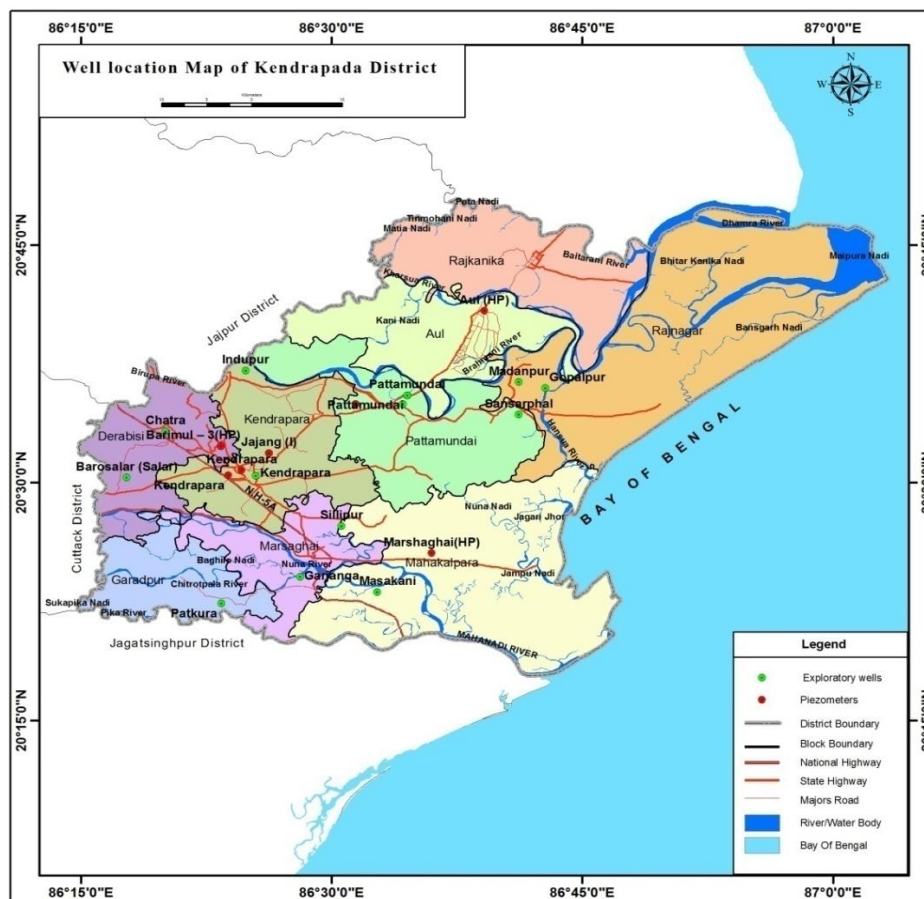 86°15'0"E 86°30'0"E 86°45'0"E 87°0'0"E
Well location Map of Kendrapada District
Kilometers
N
W E
S
Pota Nadi
Tinmohani Nadi
Matia Nadi
Dhamra River
20°45'0"N
Rajkanika
Baitarani River
Bhitar Kanika Nadi
Maipura Nadi
Kharsua River
Aul (HP)
Kani Nadi
Aul
Rajnagar
Bansgarh Nadi
Jajpur District
Brahmani River
Indupur
Madanpur
Gopalpur
Birupa River
Pattamundai
Pattamundai
Sansarphal
Chatra
Kendrapara
Derabisi
Barimul – 3(HP)
Jajang (I)
Pattamundai
Hansua River
BAY OF BENGAL
Kendrapara
Barosalar (Salar)
Kendrapara
Kendrapara
20°30'0"N
NH-5A
Cuttack District
Sillipur
Nuna Nadi
Jagari Jhor
Marsaghai
Marshaghai(HP)
Mahakalpara
Baghila Nadi
Nuna River
Jampu Nadi
Garadpur
Chitrotpala River
Garianga
Masakani
Sukapika Nadi
Pika River
Patkura
Jagatsinghpur District
MAHANADI RIVER
Legend
Exploratory wells
Piezometers
District Boundary
Block Boundary
National Highway
State Highway
Majors Road
River/Water Body
Bay Of Bengal
20°15'0"N
86°15'0"E 86°30'0"E 86°45'0"E 87°0'0"E